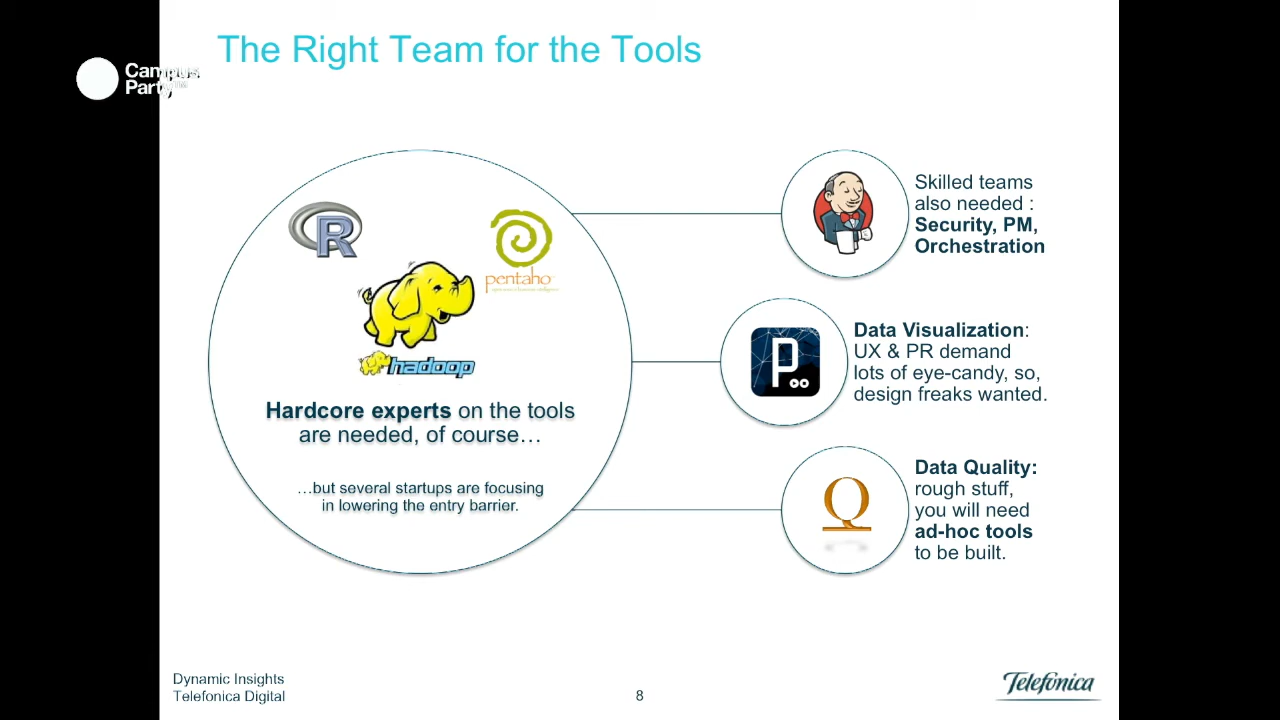 The Right Team for the Tools
Campus
Party™
R
pentaho
hadoop
Hardcore experts on the tools
are needed, of course…
…but several startups are focusing
in lowering the entry barrier.
Skilled teams
also needed :
Security, PM,
Orchestration
P
Data Visualization:
UX & PR demand
lots of eye-candy, so,
design freaks wanted.
Q
Data Quality:
rough stuff,
you will need
ad-hoc tools
to be built.
Dynamic Insights
Telefonica Digital
8
Telefónica